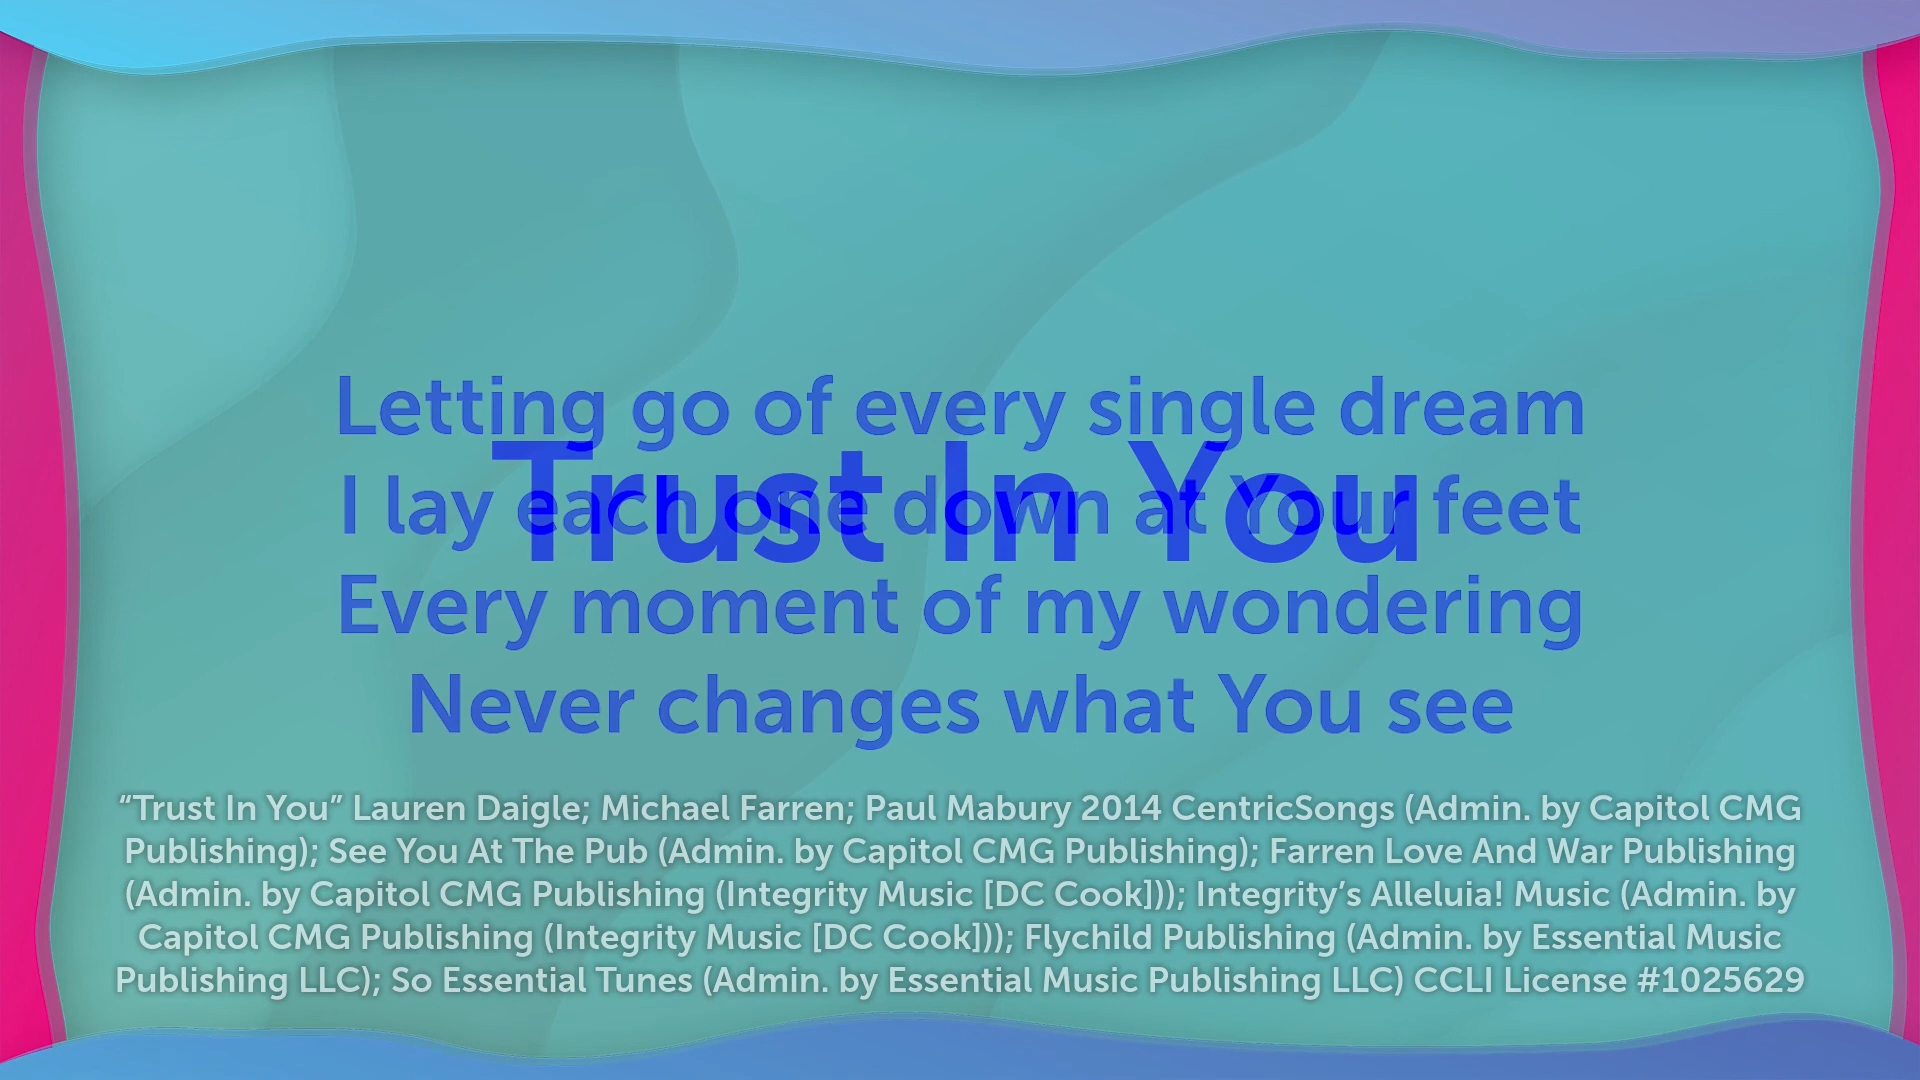 Letting go of every single dream
Trust In You
I lay each one down at Your feet
Every moment of my wondering
Never changes what You see
“Trust In You” Lauren Daigle; Michael Farren; Paul Mabury 2014 CentricSongs (Admin. by Capitol CMG
Publishing); See You At The Pub (Admin. by Capitol CMG Publishing); Farren Love And War Publishing
(Admin. by Capitol CMG Publishing (Integrity Music [DC Cook])); Integrity’s Alleluia! Music (Admin. by
Capitol CMG Publishing (Integrity Music [DC Cook])); Flychild Publishing (Admin. by Essential Music
Publishing LLC); So Essential Tunes (Admin. by Essential Music Publishing LLC) CCLI License #1025629